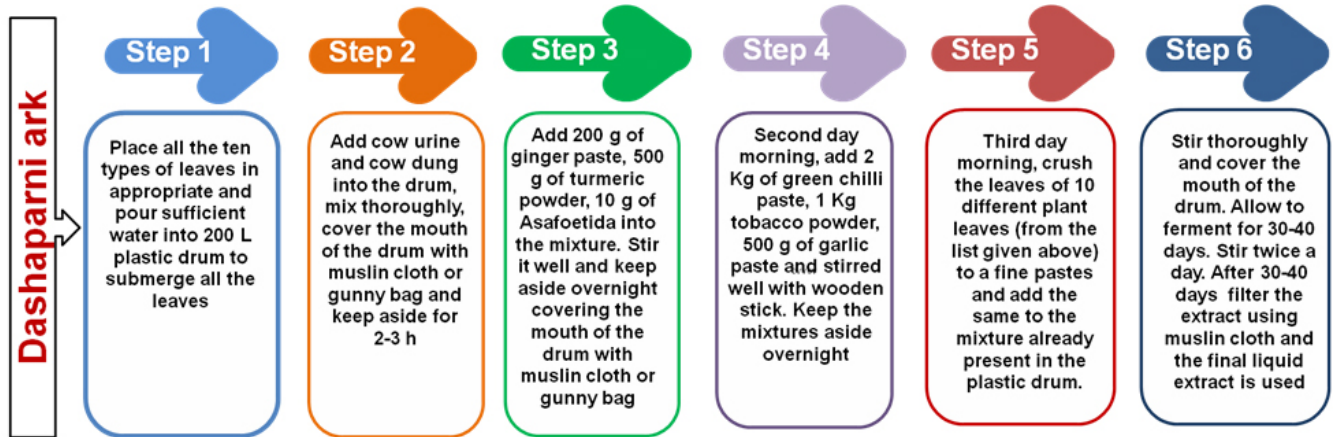 Dashaparni ark
Step 1
Place all the ten
types of leaves in
appropriate and
pour sufficient
water into 200 L
plastic drum to
submerge all the
leaves
Step 2
Add cow urine
and cow dung
into the drum,
mix thoroughly,
cover the mouth
of the drum with
muslin cloth or
gunny bag and
keep aside for
2-3 h
Step 3
Add 200 g of
ginger paste, 500
g of turmeric
powder, 10 g of
Asafoetida into
the mixture. Stir
it well and keep
aside overnight
covering the
mouth of the
drum with
muslin cloth or
gunny bag
Step 4
Second day
morning, add 2
Kg of green chilli
paste, 1 Kg
tobacco powder,
500 g of garlic
paste and stirred
well with wooden
stick. Keep the
mixtures aside
overnight
Step 5
Third day
morning, crush
the leaves of 10
different plant
leaves (from the
list given above)
to a fine pastes
and add the
same to the
mixture already
present in the
plastic drum.
Step 6
Stir thoroughly
and cover the
mouth of the
drum. Allow to
ferment for 30-40
days. Stir twice a
day. After 30-40
days filter the
extract using
muslin cloth and
the final liquid
extract is used